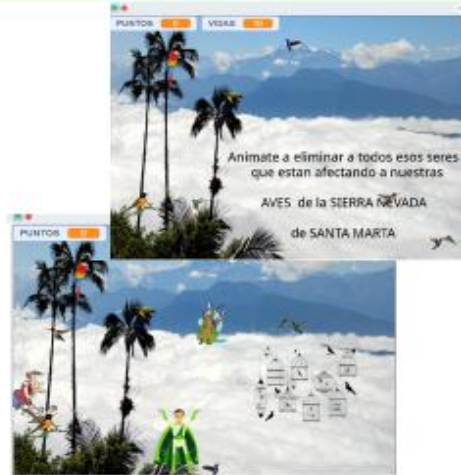 PUNTOS
VIDAS
Animate a eliminar a todos esos seres
que estan afectando a nuestras
AVES de la SIERRA NEVADA
de SANTA MARTA
PUNTOS